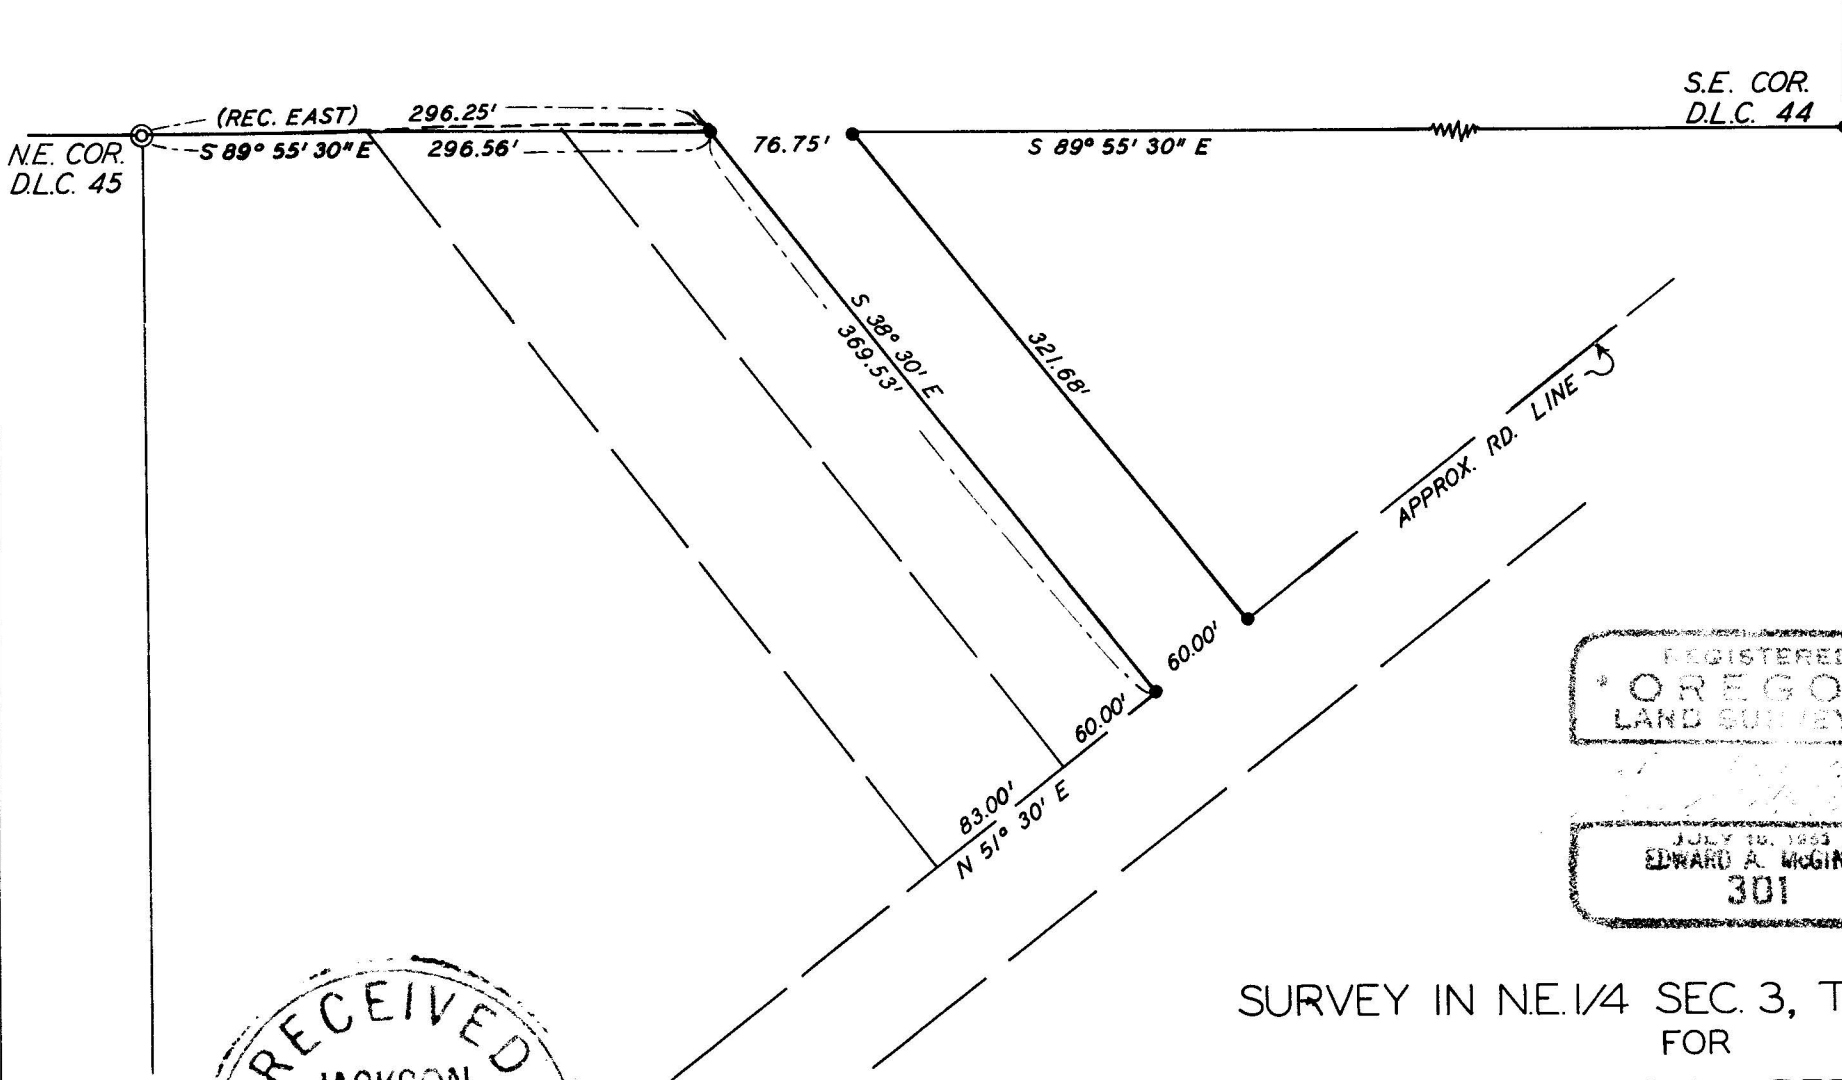 S.E. COR.
D.L.C. 44
(REC. EAST) 296.25'
N.E. COR.
D.L.C. 45
S 89° 55' 30" E 296.56'
76.75'
S 89° 55' 30" E
S 38° 30' E
369.53'
321.68'
APPROX. RD. LINE
60.00'
60.00'
83.00'
N 51° 30' E
REGISTERED
OREGO
LAND SURVEY
JULY 16, 1953
EDWARD A. McGIN
301
SURVEY IN N.E.1/4 SEC. 3, T
FOR
RECEIVED
JACKSON